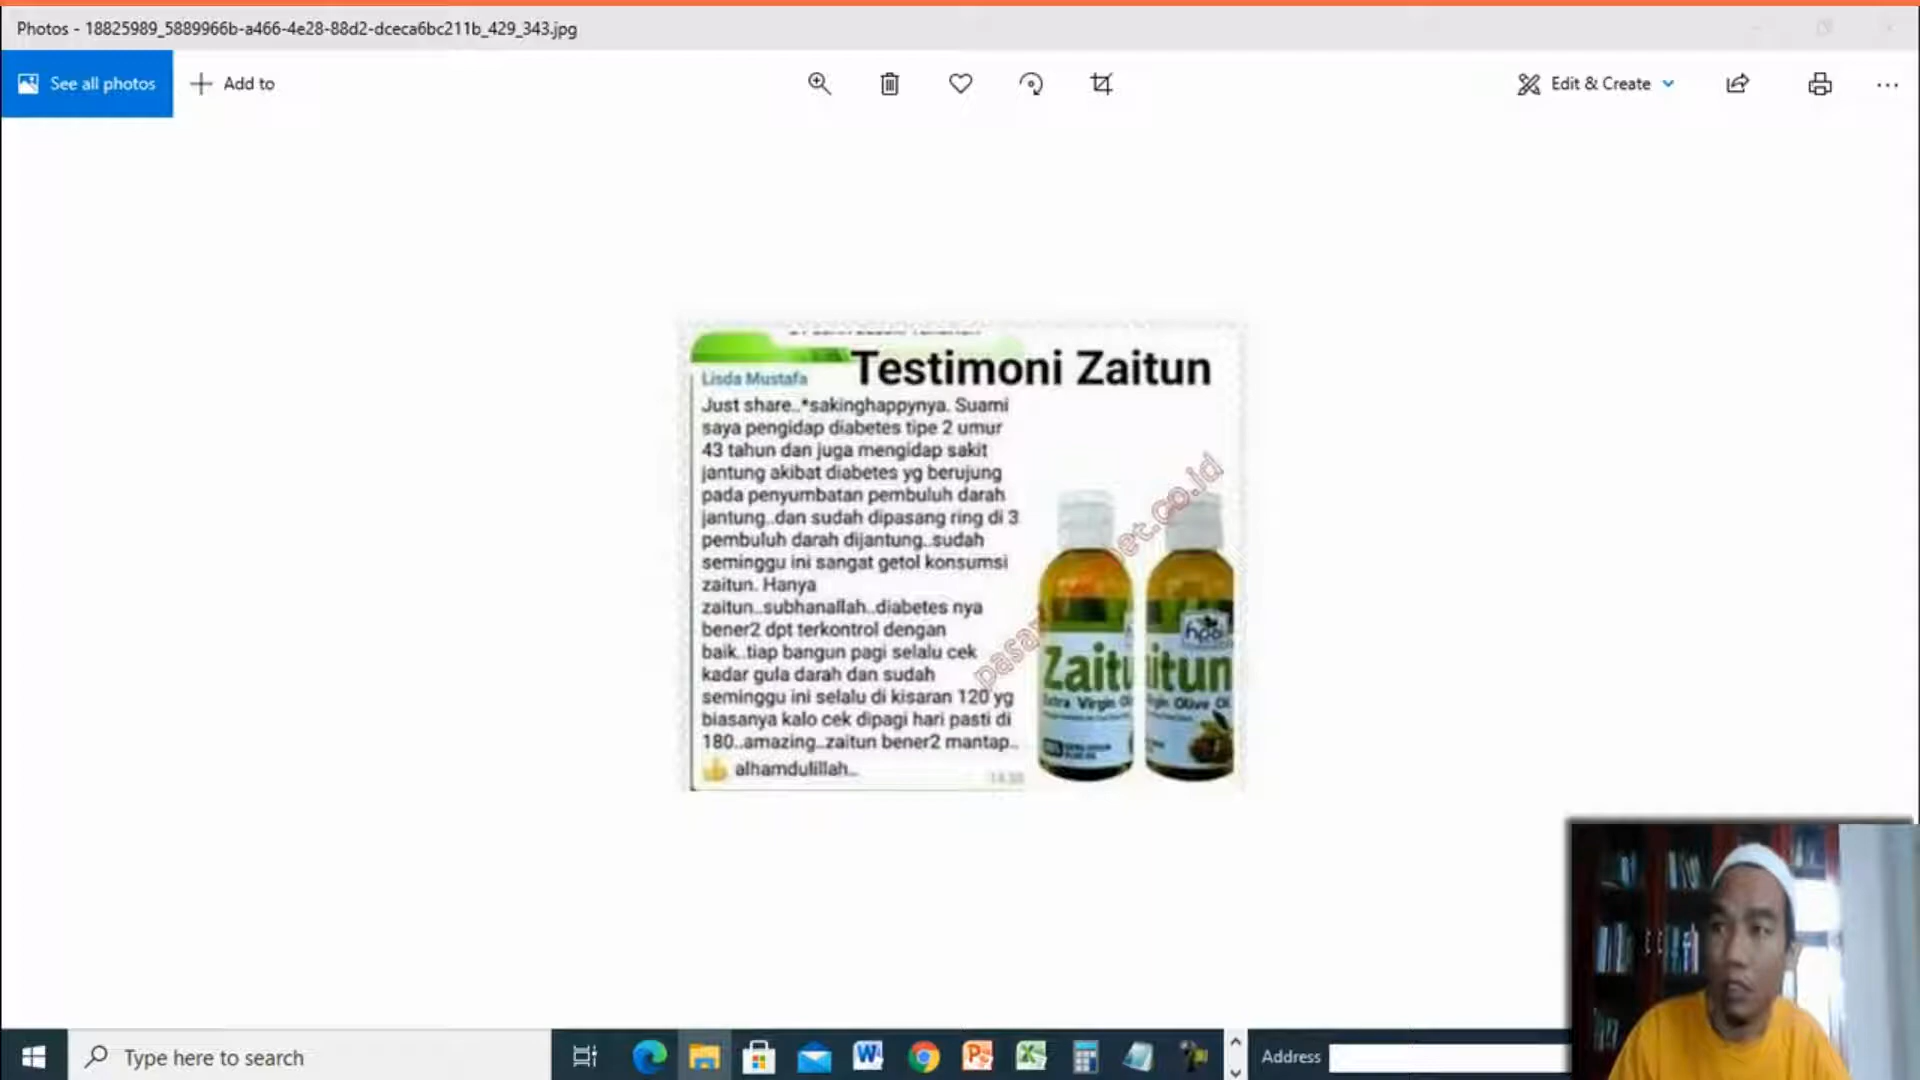 Photos - 18825989_5889966b-a466-4e28-88d2-dceca6bc211b_429_343.jpg
See all photos
Add to
Edit & Create
Testimoni Zaitun
Lisda Mustafa
Just share..*sakinghappynya. Suami
saya pengidap diabetes tipe 2 umur
43 tahun dan juga mengidap sakit
jantung akibat diabetes yg berujung
pada penyumbatan pembuluh darah
jantung..dan sudah dipasang ring di 3
pembuluh darah dijantung..sudah
seminggu ini sangat getol konsumsi
zaitun. Hanya
zaitun..subhanallah..diabetes nya
bener2 dpt terkontrol dengan
baik..tiap bangun pagi selalu cek
kadar gula darah dan sudah
seminggu ini selalu di kisaran 120 yg
biasanya kalo cek dipagi hari pasti di
180..amazing..zaitun bener2 mantap..
alhamdulillah..
Zaitu
Extra Virgin
itun
Virgin Olive Oil
Type here to search
Address